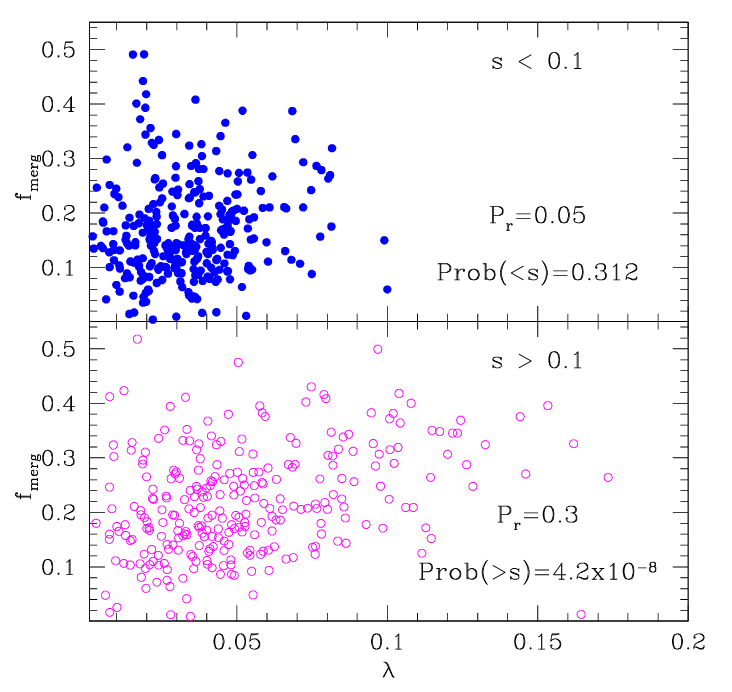 0.5
0.4
0.3
0.2
0.1
f_merg
s < 0.1
P_r=0.05
Prob(<s)=0.312
0.5
0.4
0.3
0.2
0.1
f_merg
s > 0.1
P_r=0.3
Prob(>s)=4.2x10⁻⁸
0.05 0.1 0.15 0.2
λ